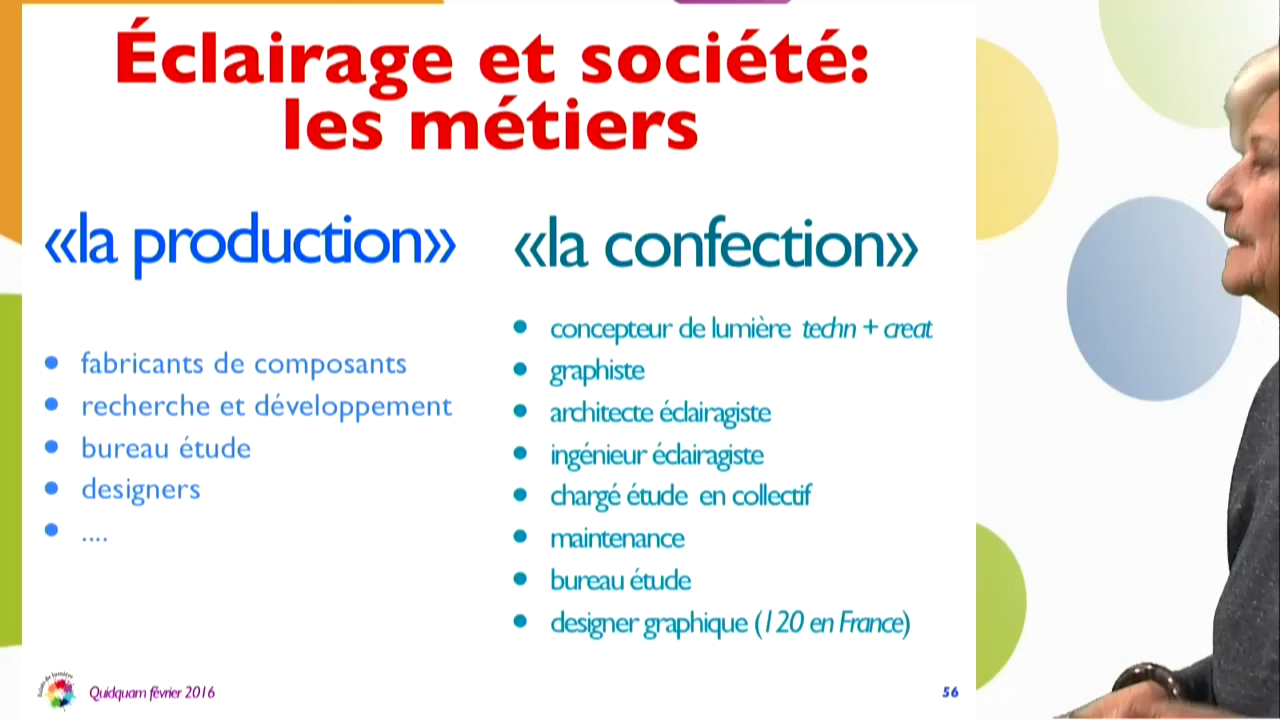 Éclairage et société:
les métiers
«la production»
fabricants de composants
recherche et développement
bureau étude
designers
....
«la confection»
concepteur de lumière techn + creat
graphiste
architecte éclairagiste
ingénieur éclairagiste
chargé étude en collectif
maintenance
bureau étude
designer graphique (120 en France)
Quidquam février 2016
56